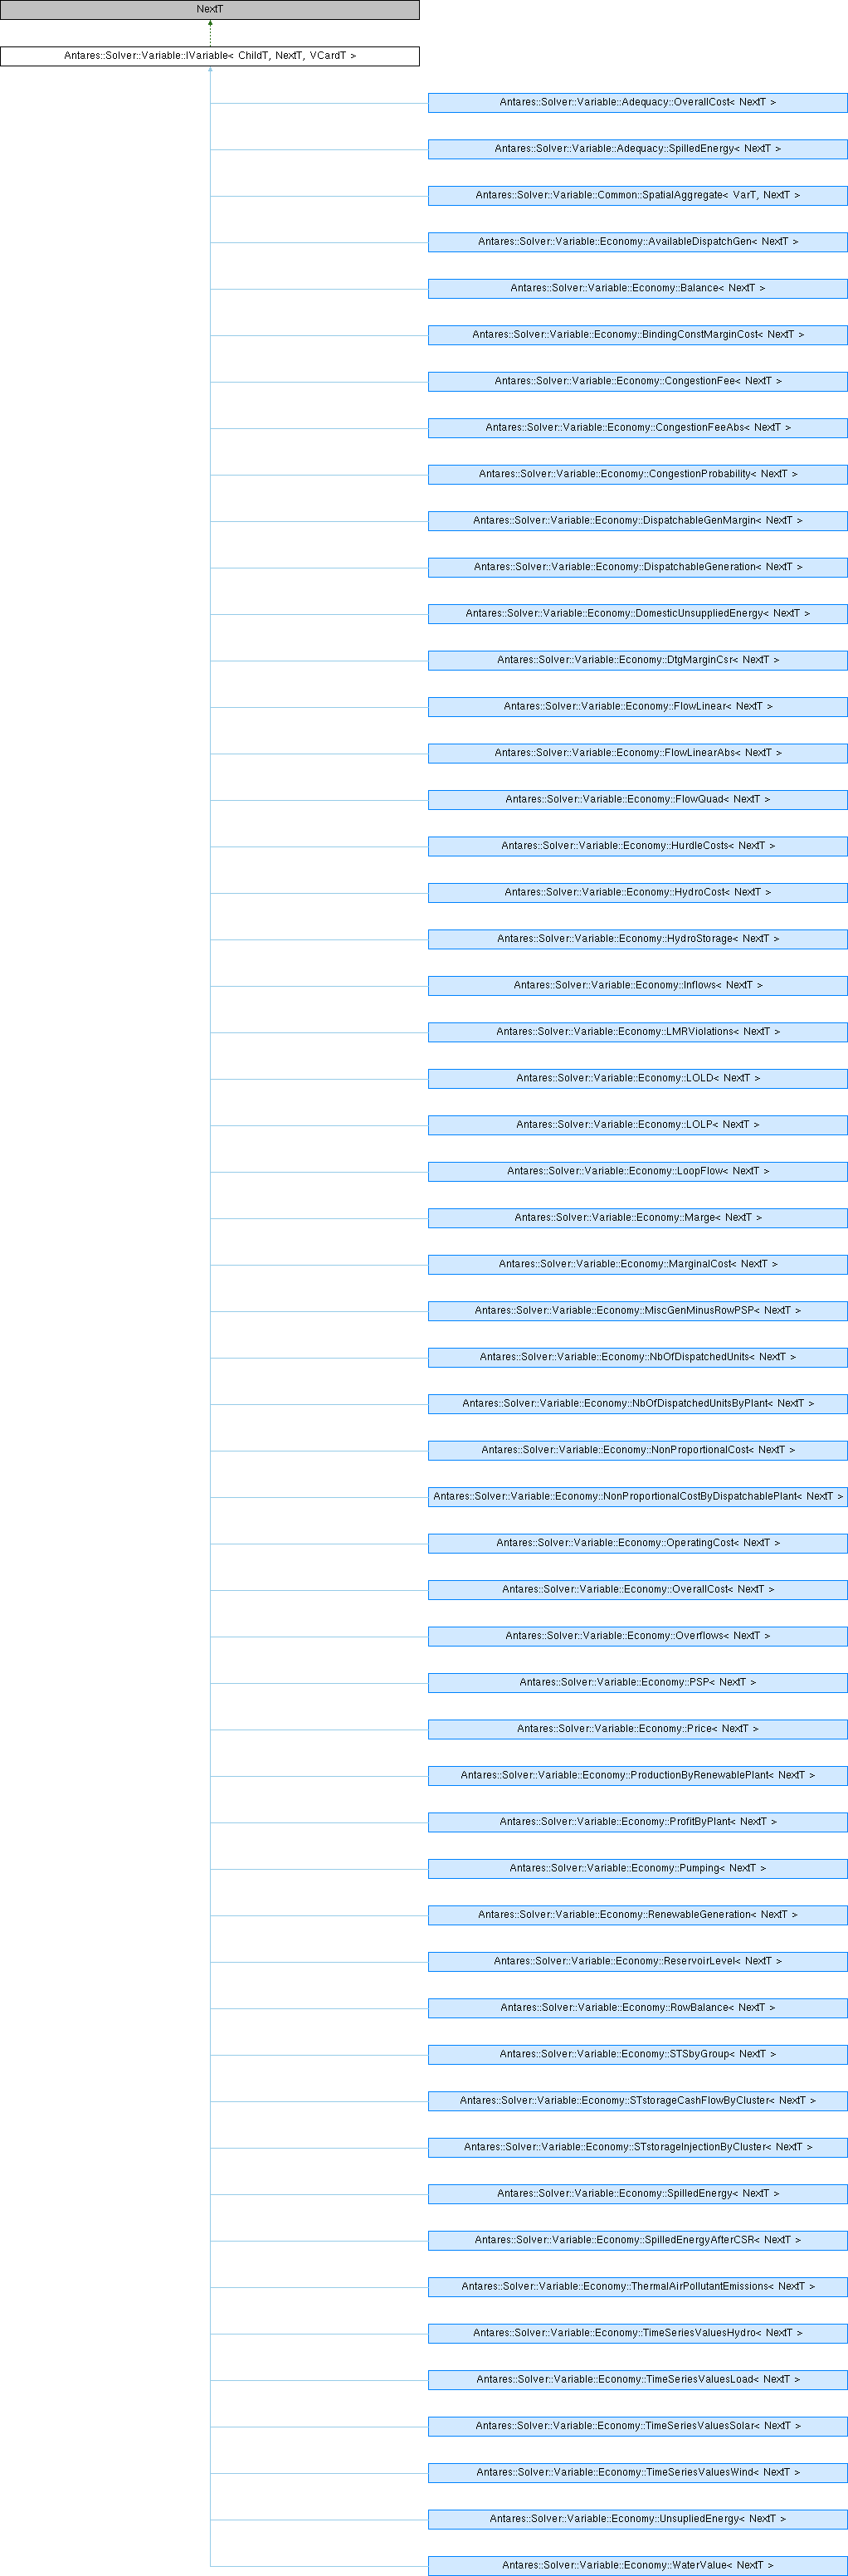 NextT
Antares::Solver::Variable::IVariable< ChildT, NextT, VCardT >
Antares::Solver::Variable::Adequacy::OverallCost< NextT >
Antares::Solver::Variable::Adequacy::SpilledEnergy< NextT >
Antares::Solver::Variable::Common::SpatialAggregate< VarT, NextT >
Antares::Solver::Variable::Economy::AvailableDispatchGen< NextT >
Antares::Solver::Variable::Economy::Balance< NextT >
Antares::Solver::Variable::Economy::BindingConstMarginCost< NextT >
Antares::Solver::Variable::Economy::CongestionFee< NextT >
Antares::Solver::Variable::Economy::CongestionFeeAbs< NextT >
Antares::Solver::Variable::Economy::CongestionProbability< NextT >
Antares::Solver::Variable::Economy::DispatchableGenMargin< NextT >
Antares::Solver::Variable::Economy::DispatchableGeneration< NextT >
Antares::Solver::Variable::Economy::DomesticUnsuppliedEnergy< NextT >
Antares::Solver::Variable::Economy::DtgMarginCsr< NextT >
Antares::Solver::Variable::Economy::FlowLinear< NextT >
Antares::Solver::Variable::Economy::FlowLinearAbs< NextT >
Antares::Solver::Variable::Economy::FlowQuad< NextT >
Antares::Solver::Variable::Economy::HurdleCosts< NextT >
Antares::Solver::Variable::Economy::HydroCost< NextT >
Antares::Solver::Variable::Economy::HydroStorage< NextT >
Antares::Solver::Variable::Economy::Inflows< NextT >
Antares::Solver::Variable::Economy::LMRViolations< NextT >
Antares::Solver::Variable::Economy::LOLD< NextT >
Antares::Solver::Variable::Economy::LOLP< NextT >
Antares::Solver::Variable::Economy::LoopFlow< NextT >
Antares::Solver::Variable::Economy::Marge< NextT >
Antares::Solver::Variable::Economy::MarginalCost< NextT >
Antares::Solver::Variable::Economy::MiscGenMinusRowPSP< NextT >
Antares::Solver::Variable::Economy::NbOfDispatchedUnits< NextT >
Antares::Solver::Variable::Economy::NbOfDispatchedUnitsByPlant< NextT >
Antares::Solver::Variable::Economy::NonProportionalCost< NextT >
Antares::Solver::Variable::Economy::NonProportionalCostByDispatchablePlant< NextT >
Antares::Solver::Variable::Economy::OperatingCost< NextT >
Antares::Solver::Variable::Economy::OverallCost< NextT >
Antares::Solver::Variable::Economy::Overflows< NextT >
Antares::Solver::Variable::Economy::PSP< NextT >
Antares::Solver::Variable::Economy::Price< NextT >
Antares::Solver::Variable::Economy::ProductionByRenewablePlant< NextT >
Antares::Solver::Variable::Economy::ProfitByPlant< NextT >
Antares::Solver::Variable::Economy::Pumping< NextT >
Antares::Solver::Variable::Economy::RenewableGeneration< NextT >
Antares::Solver::Variable::Economy::ReservoirLevel< NextT >
Antares::Solver::Variable::Economy::RowBalance< NextT >
Antares::Solver::Variable::Economy::STSbyGroup< NextT >
Antares::Solver::Variable::Economy::STstorageCashFlowByCluster< NextT >
Antares::Solver::Variable::Economy::STstorageInjectionByCluster< NextT >
Antares::Solver::Variable::Economy::SpilledEnergy< NextT >
Antares::Solver::Variable::Economy::SpilledEnergyAfterCSR< NextT >
Antares::Solver::Variable::Economy::ThermalAirPollutantEmissions< NextT >
Antares::Solver::Variable::Economy::TimeSeriesValuesHydro< NextT >
Antares::Solver::Variable::Economy::TimeSeriesValuesLoad< NextT >
Antares::Solver::Variable::Economy::TimeSeriesValuesSolar< NextT >
Antares::Solver::Variable::Economy::TimeSeriesValuesWind< NextT >
Antares::Solver::Variable::Economy::UnsupliedEnergy< NextT >
Antares::Solver::Variable::Economy::WaterValue< NextT >